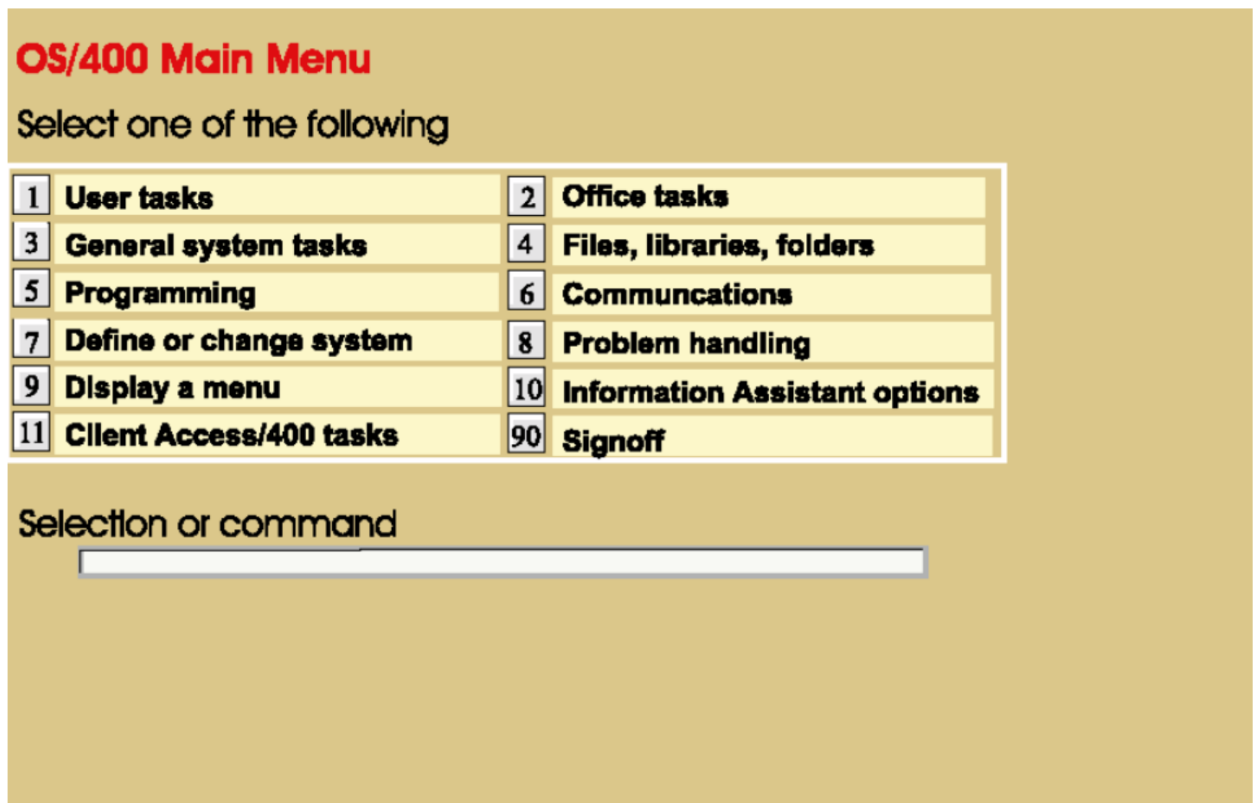 OS/400 Main Menu
Select one of the following
1 User tasks 2 Office tasks
3 General system tasks 4 Files, libraries, folders
5 Programming 6 Communcations
7 Define or change system 8 Problem handling
9 Display a menu 10 Information Assistant options
11 Client Access/400 tasks 90 Signoff
Selection or command